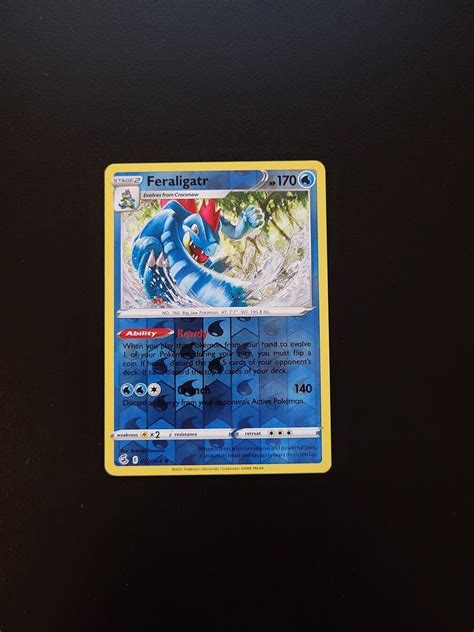 STAGE 2
Feraligatr
HP 170
Evolves from Croconaw
NO. 160 Big Jaw Pokémon HT: 7'7" WT: 195.8 lbs.
Ability Rowdy
When you play this Pokémon from your hand to evolve
1 of your Pokémon during your turn, you must flip a
coin. If heads, discard the top 5 cards of your opponent's
deck. If tails, discard the top 5 cards of your deck.
Crunch 140
Discard an Energy from your opponent's Active Pokémon.
weakness ×2 resistance retreat
©2021 Pokémon / Nintendo / Creatures / GAME FREAK